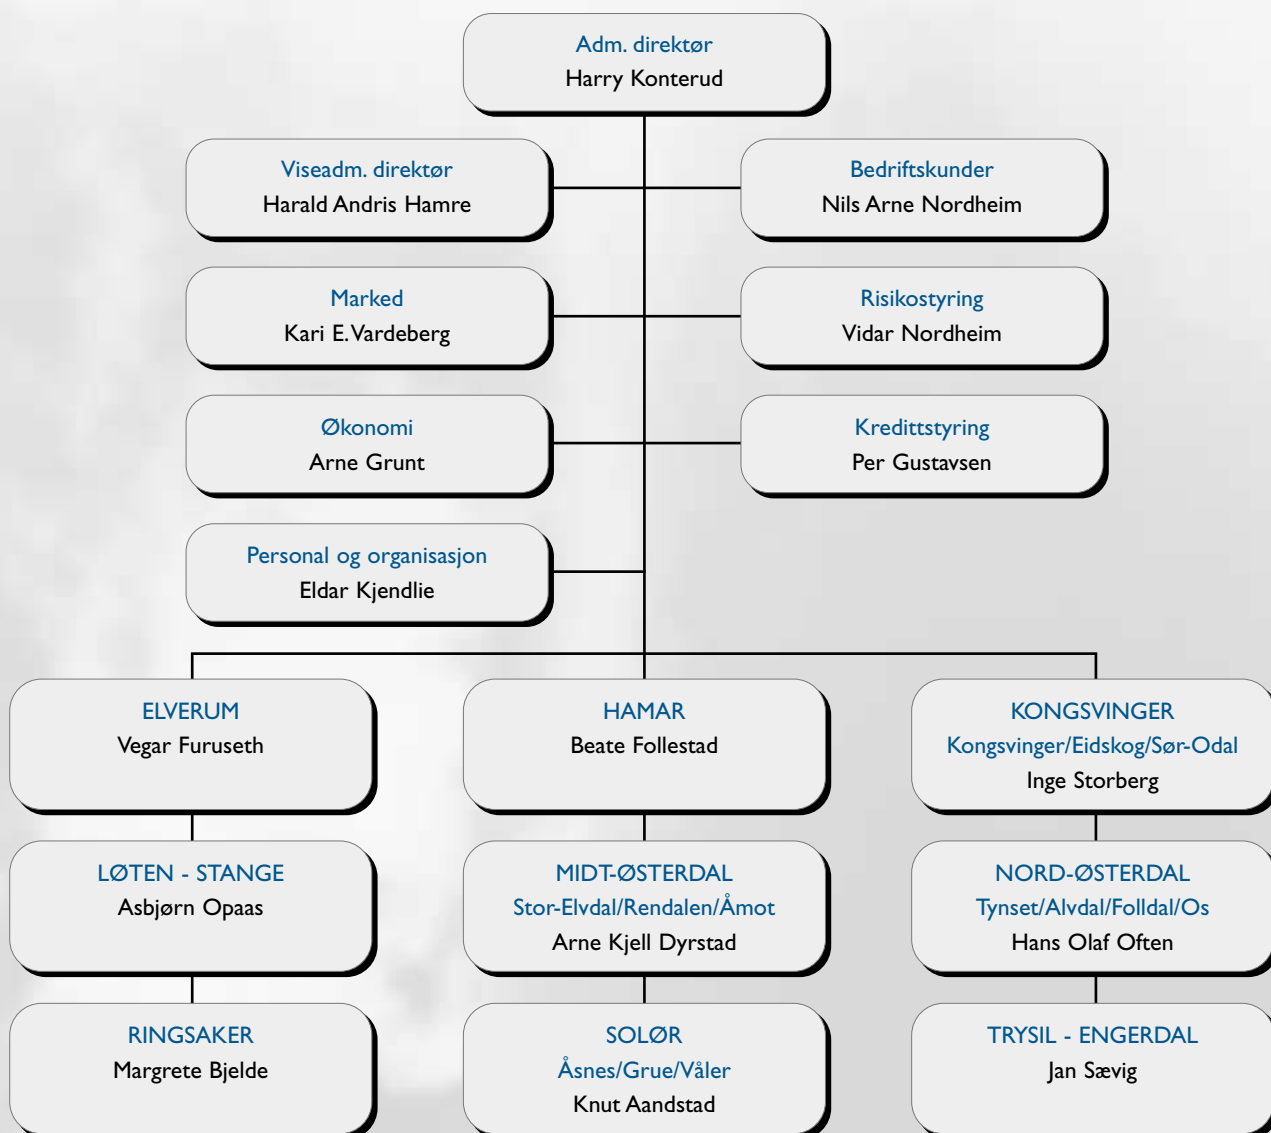 Adm. direktør
Harry Konterud
Viseadm. direktør
Harald Andris Hamre
Bedriftskunder
Nils Arne Nordheim
Marked
Kari E. Vardeberg
Risikostyring
Vidar Nordheim
Økonomi
Arne Grunt
Kredittstyring
Per Gustavsen
Personal og organisasjon
Eldar Kjendlie
ELVERUM
Vegar Furuseth
HAMAR
Beate Follestad
KONGSVINGER
Kongsvinger/Eidskog/Sør-Odal
Inge Storberg
LØTEN - STANGE
Asbjørn Opaas
MIDT-ØSTERDAL
Stor-Elvdal/Rendalen/Åmot
Arne Kjell Dyrstad
NORD-ØSTERDAL
Tynset/Alvdal/Folldal/Os
Hans Olaf Often
RINGSAKER
Margrete Bjelde
SOLØR
Åsnes/Grue/Våler
Knut Aandstad
TRYSIL - ENGERDAL
Jan Sævig